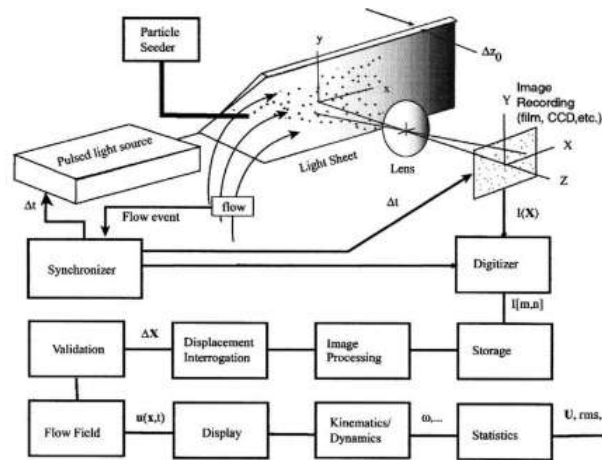 Particle
Seeder
y
Δz₀
x
Image
Recording
(film, CCD,etc.)
Y
X
Z
Pulsed light source
Light Sheet
Lens
Δt
Flow event
flow
Δt
I(X)
Synchronizer
Digitizer
I[m,n]
Validation
ΔX
Displacement
Interrogation
Image
Processing
Storage
Flow Field
u(x,t)
Display
Kinematics/
Dynamics
ω,...
Statistics
U, rms,